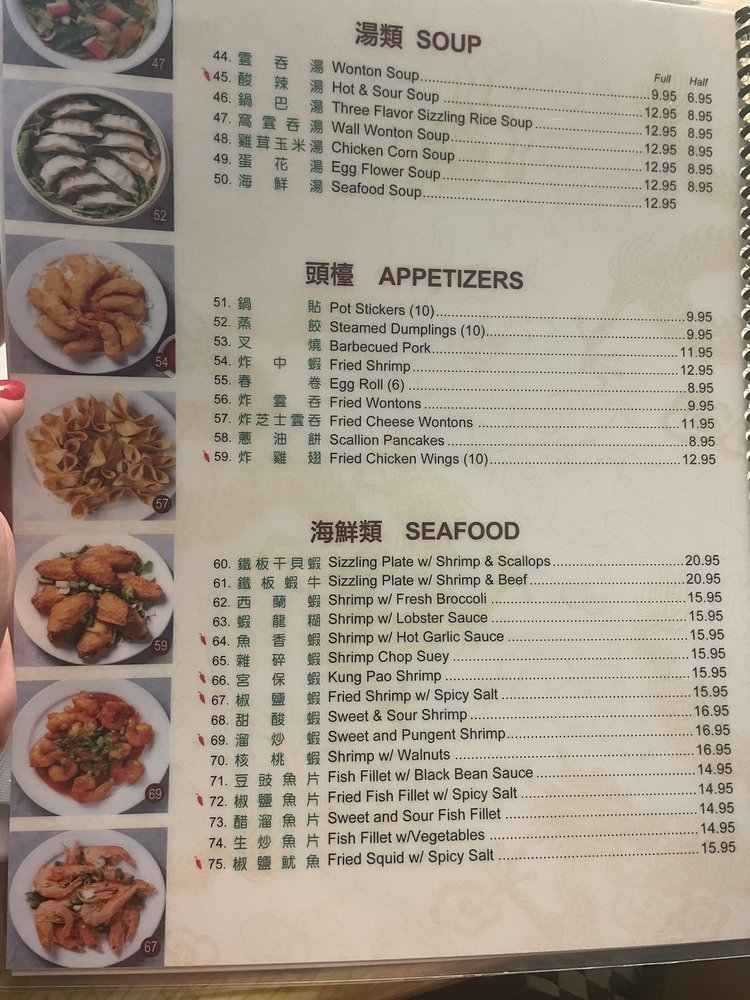 湯類 SOUP
Full Half
44. 雲吞湯 Wonton Soup 9.95 6.95
45. 酸辣湯 Hot & Sour Soup 12.95 8.95
46. 鍋巴湯 Three Flavor Sizzling Rice Soup 12.95 8.95
47. 窩雲吞湯 Wall Wonton Soup 12.95 8.95
48. 雞茸玉米湯 Chicken Corn Soup 12.95 8.95
49. 蛋花湯 Egg Flower Soup 12.95 8.95
50. 海鮮湯 Seafood Soup 12.95
頭檯 APPETIZERS
51. 鍋貼 Pot Stickers (10) 9.95
52. 蒸餃 Steamed Dumplings (10) 9.95
53. 叉燒 Barbecued Pork 11.95
54. 炸中蝦 Fried Shrimp 12.95
55. 春卷 Egg Roll (6) 8.95
56. 炸雲吞 Fried Wontons 9.95
57. 炸芝士雲吞 Fried Cheese Wontons 11.95
58. 蔥油餅 Scallion Pancakes 8.95
59. 炸雞翅 Fried Chicken Wings (10) 12.95
海鮮類 SEAFOOD
60. 鐵板干貝蝦 Sizzling Plate w/ Shrimp & Scallops 20.95
61. 鐵板蝦牛 Sizzling Plate w/ Shrimp & Beef 20.95
62. 西蘭蝦 Shrimp w/ Fresh Broccoli 15.95
63. 蝦龍糊 Shrimp w/ Lobster Sauce 15.95
64. 魚香蝦 Shrimp w/ Hot Garlic Sauce 15.95
65. 雜碎蝦 Shrimp Chop Suey 15.95
66. 宮保蝦 Kung Pao Shrimp 15.95
67. 椒鹽蝦 Fried Shrimp w/ Spicy Salt 15.95
68. 甜酸蝦 Sweet & Sour Shrimp 16.95
69. 溜炒蝦 Sweet and Pungent Shrimp 16.95
70. 核桃蝦 Shrimp w/ Walnuts 16.95
71. 豆豉魚片 Fish Fillet w/ Black Bean Sauce 14.95
72. 椒鹽魚片 Fried Fish Fillet w/ Spicy Salt 14.95
73. 醋溜魚片 Sweet and Sour Fish Fillet 14.95
74. 生炒魚片 Fish Fillet w/Vegetables 14.95
75. 椒鹽魷魚 Fried Squid w/ Spicy Salt 15.95
47
52
54
57
59
69
67